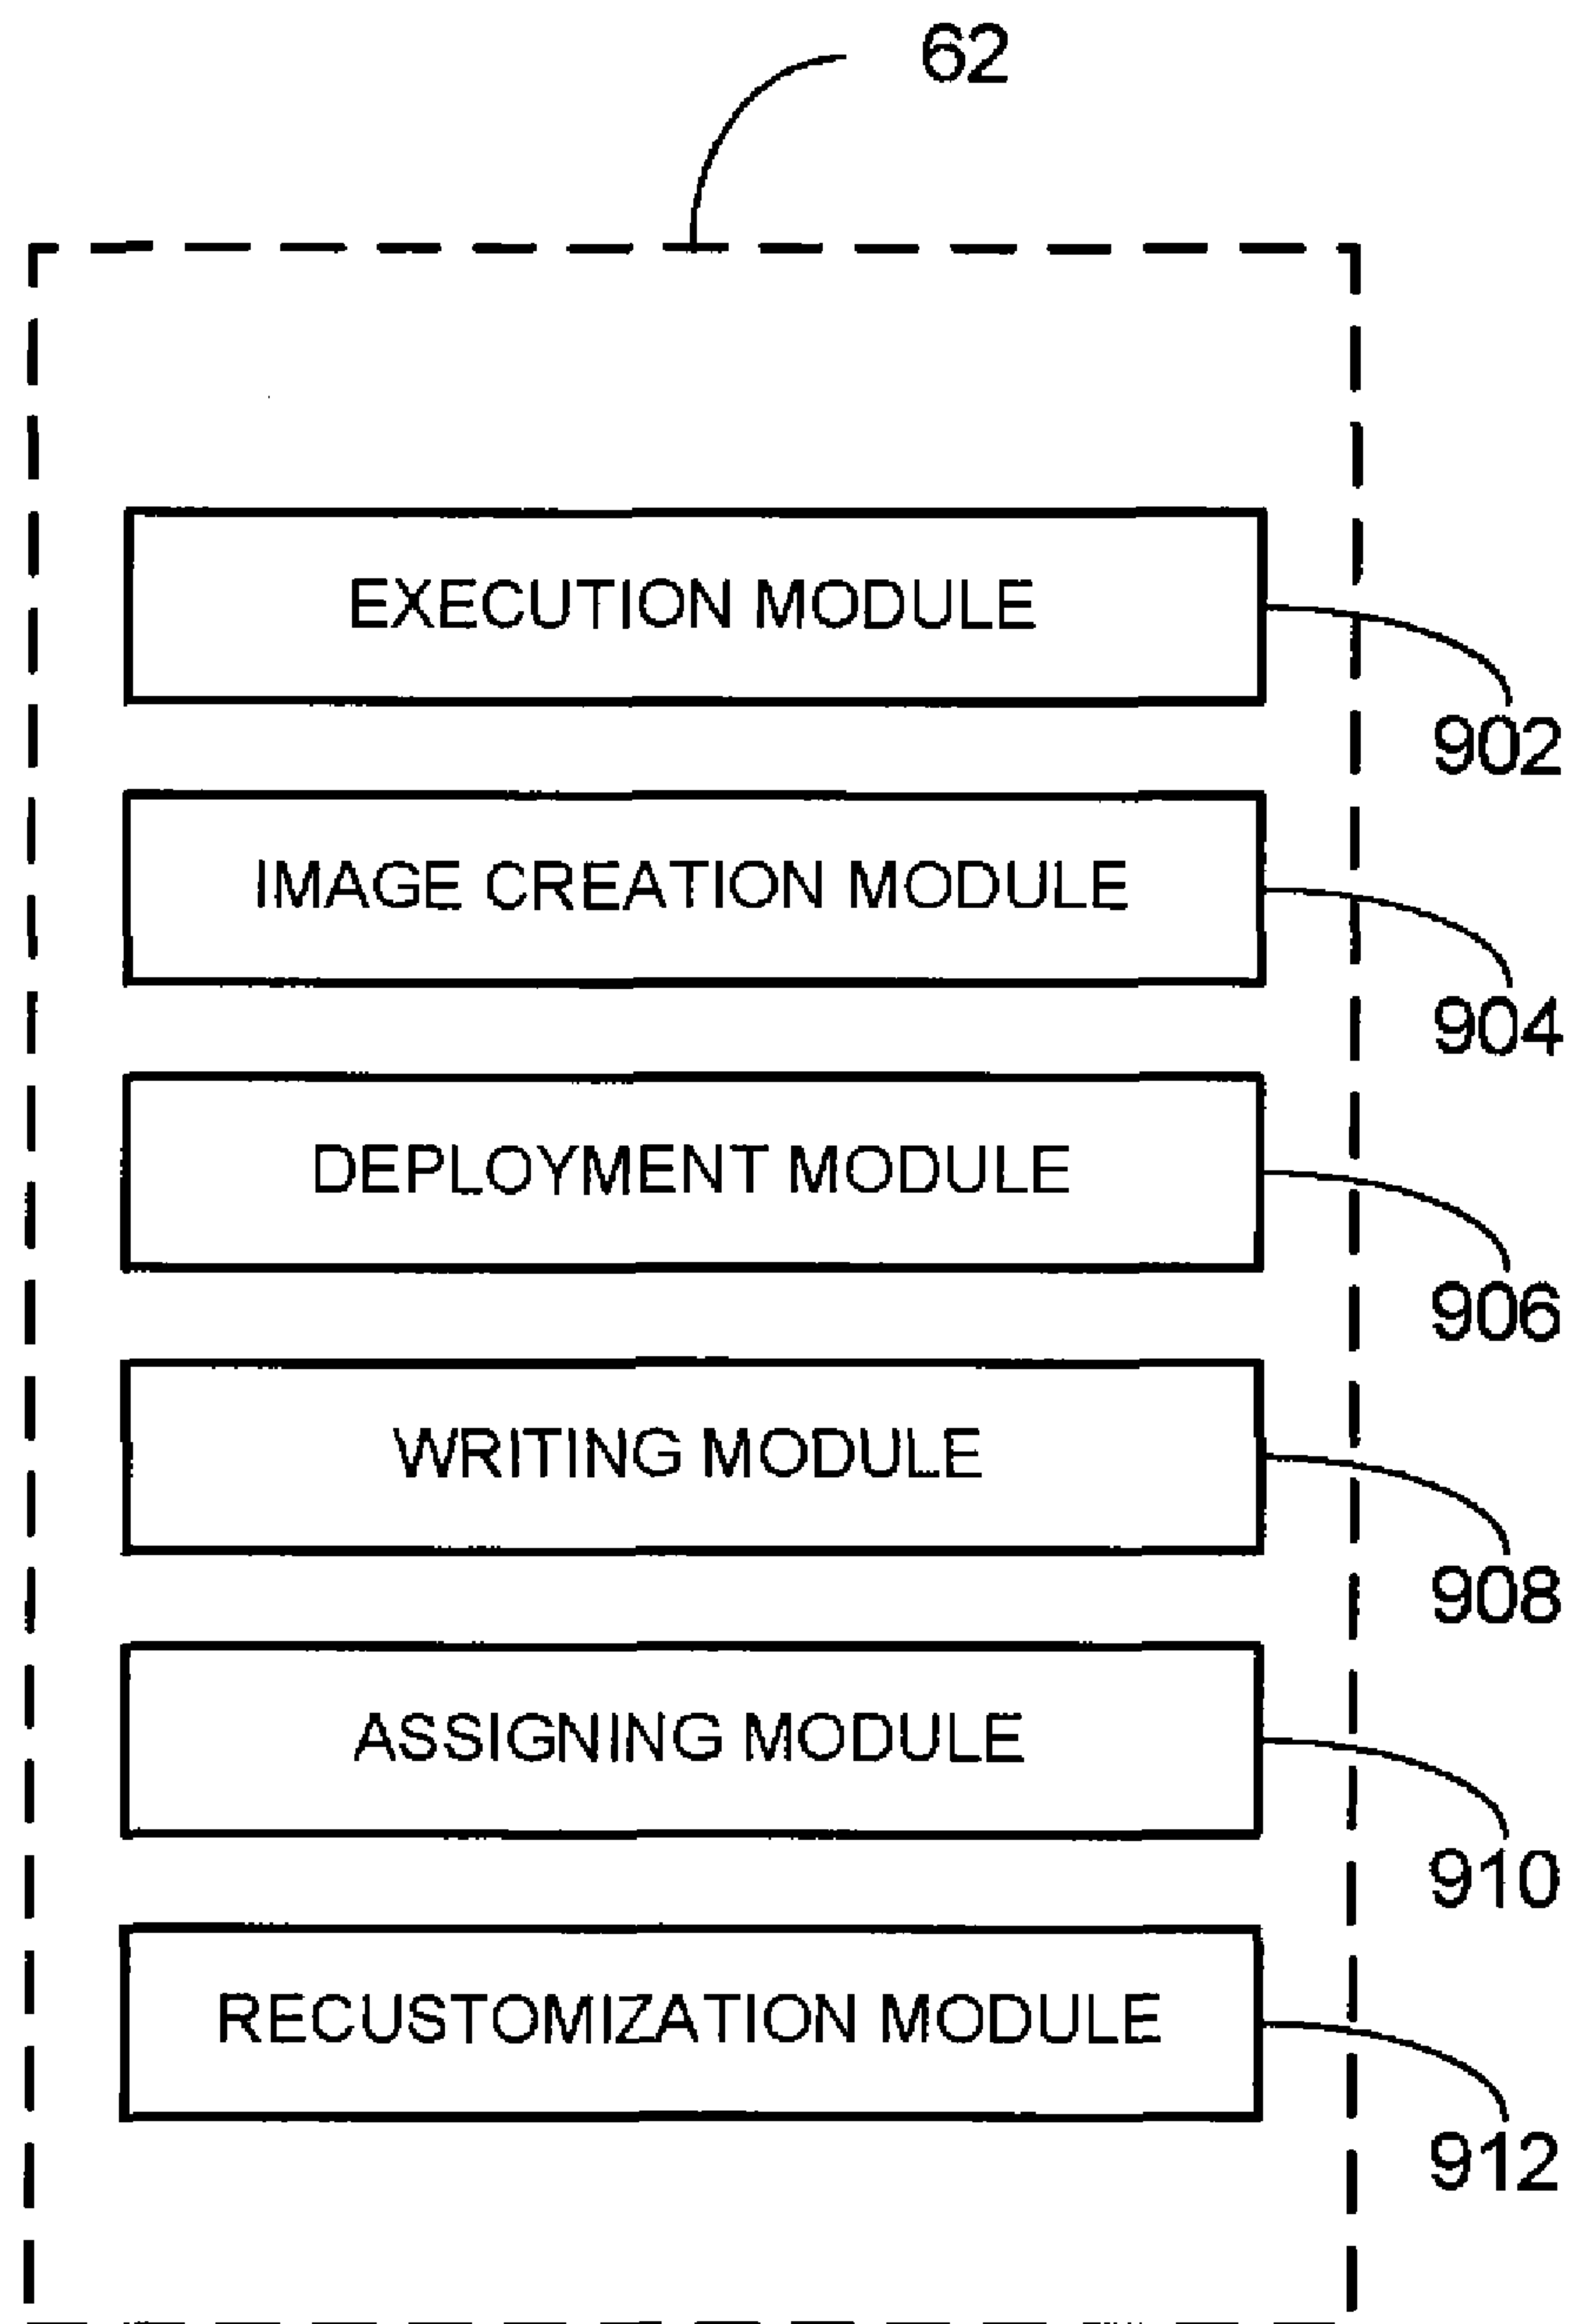 62
EXECUTION MODULE
902
IMAGE CREATION MODULE
904
DEPLOYMENT MODULE
906
WRITING MODULE
908
ASSIGNING MODULE
910
RECUSTOMIZATION MODULE
912